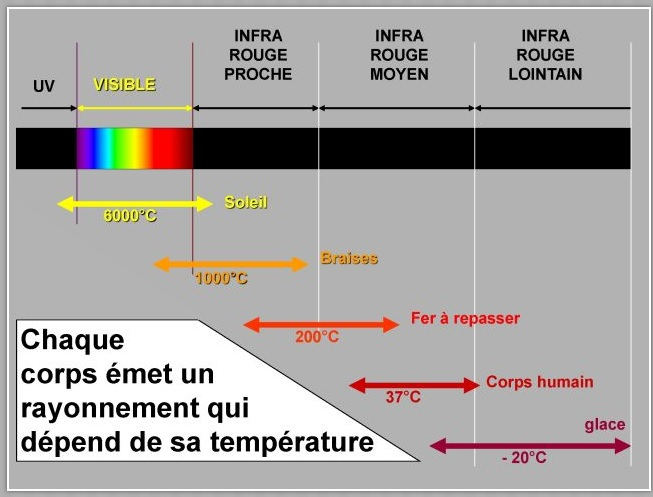 UV
VISIBLE
INFRA
ROUGE
PROCHE
INFRA
ROUGE
MOYEN
INFRA
ROUGE
LOINTAIN
6000°C
Soleil
1000°C
Braises
200°C
Fer à repasser
37°C
Corps humain
glace
- 20°C
Chaque
corps émet un
rayonnement qui
dépend de sa température